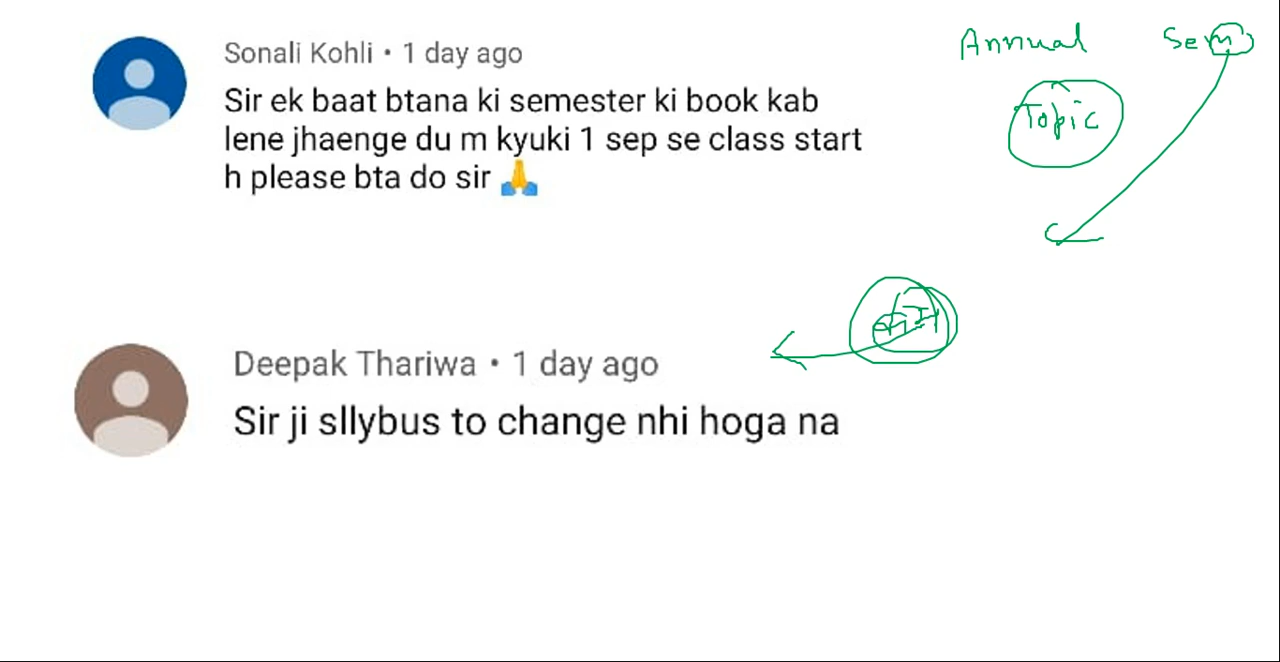 Sonali Kohli • 1 day ago
Annual Sem
Sir ek baat btana ki semester ki book kab
lene jhaenge du m kyuki 1 sep se class start
h please bta do sir 🙏
Topic
Deepak Thariwa • 1 day ago
Sir ji sllybus to change nhi hoga na